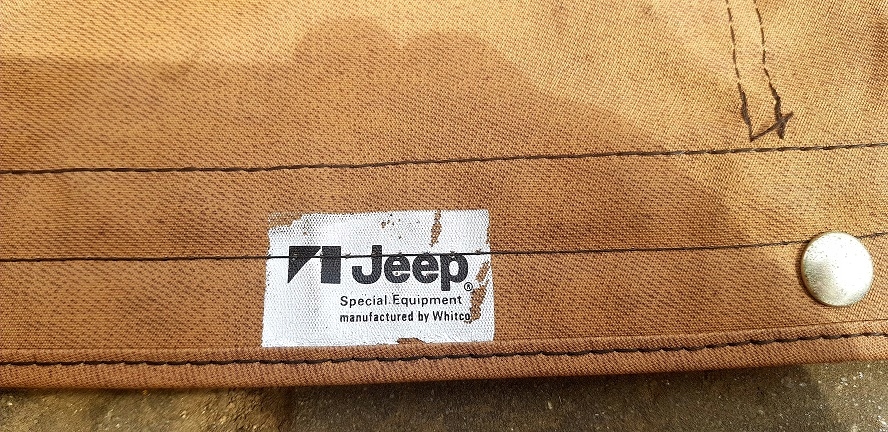 Jeep®
Special Equipment
manufactured by Whitco